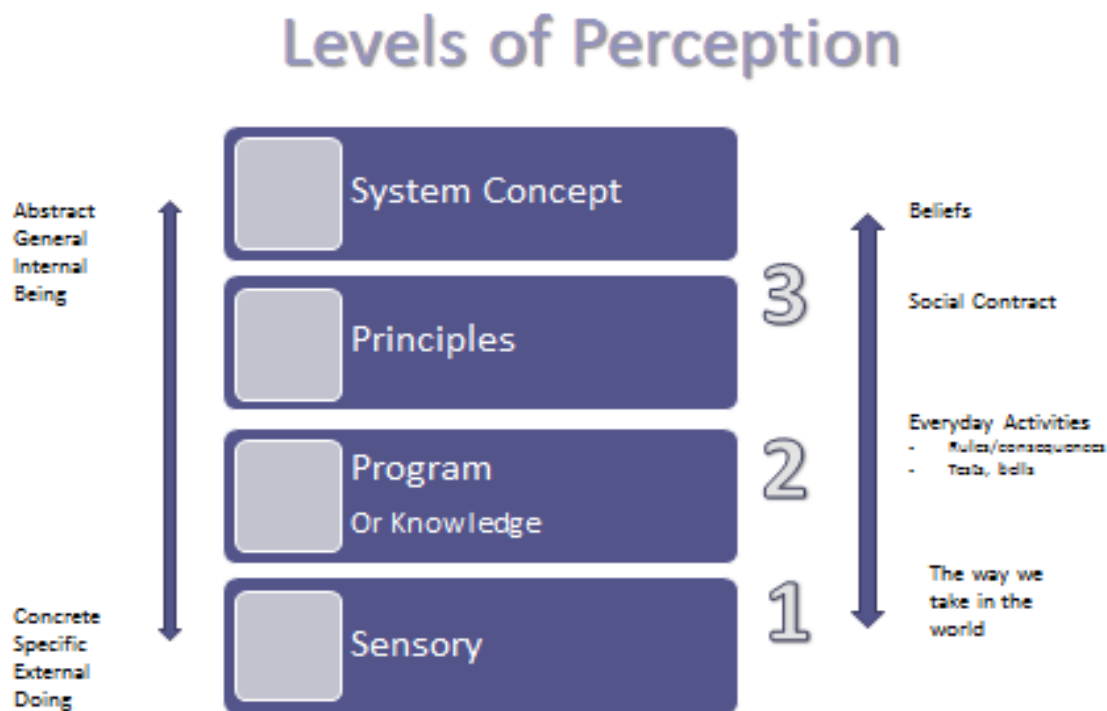 Levels of Perception
Abstract
General
Internal
Being
System Concept
Beliefs
3
Social Contract
Principles
Everyday Activities
- Rules/consequences
- Tests, bells
2
Program
Or Knowledge
The way we
take in the
world
1
Concrete
Specific
External
Doing
Sensory